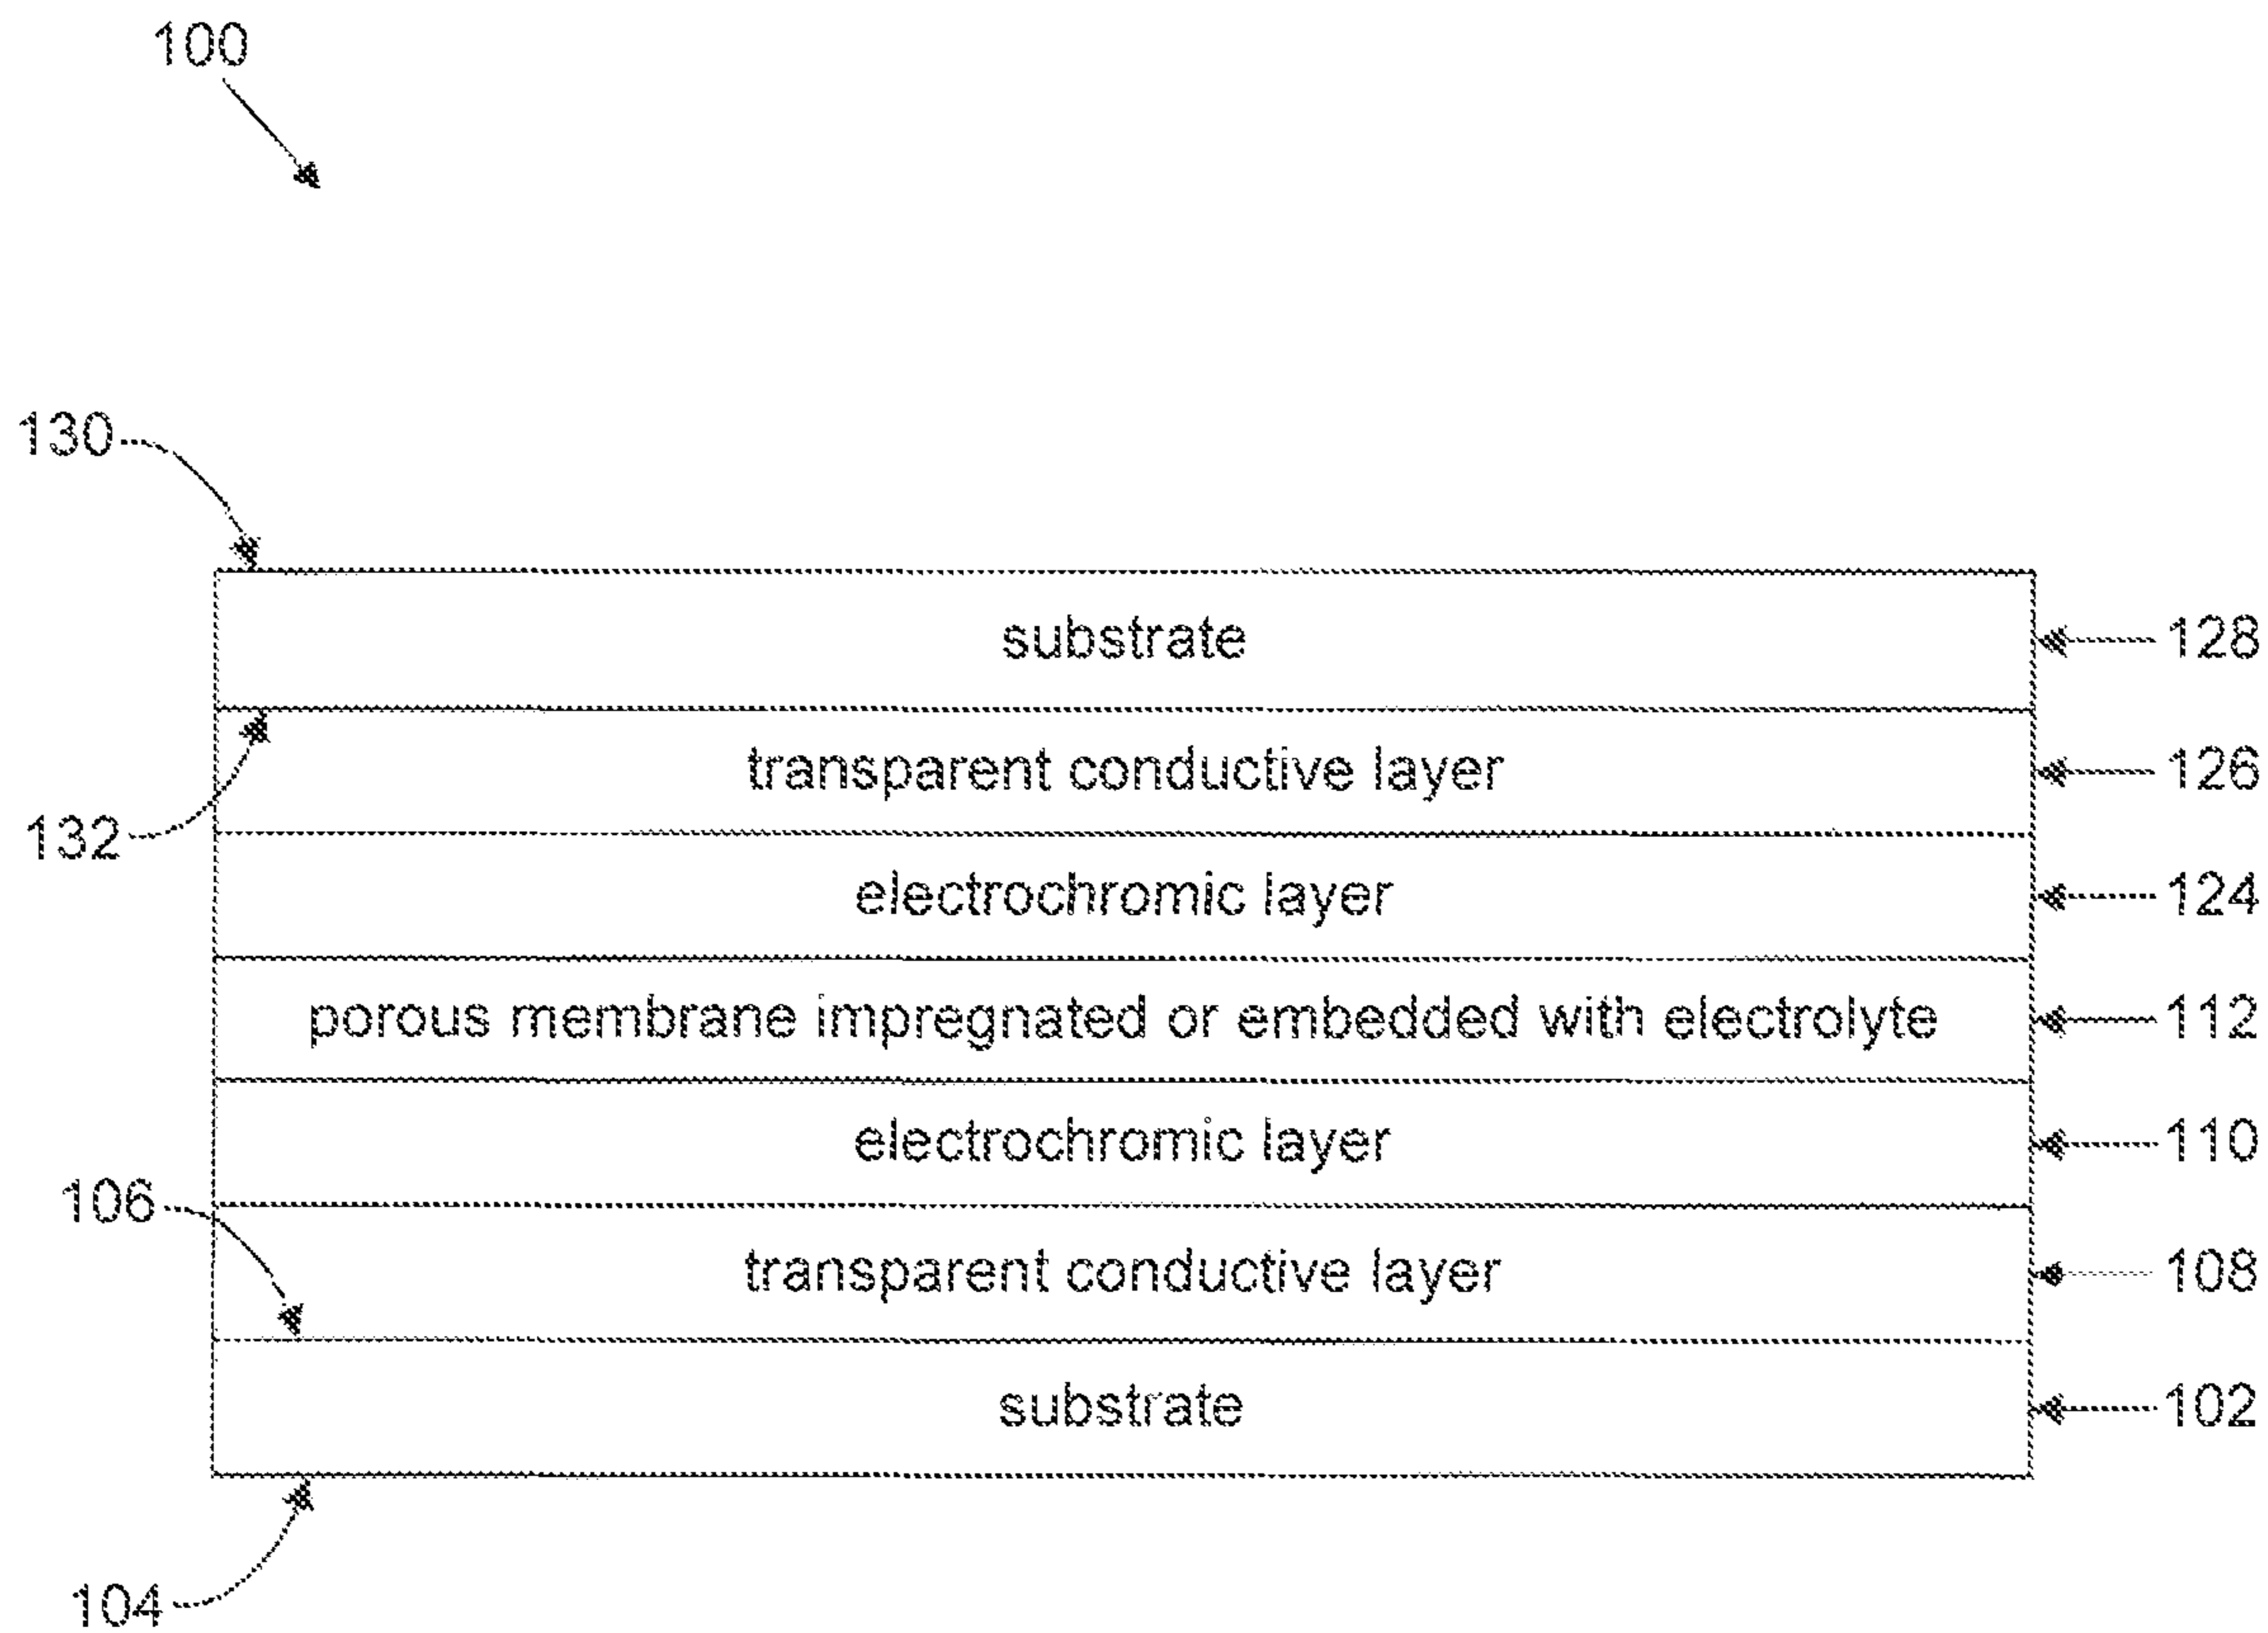 100
130
substrate
128
transparent conductive layer
126
132
electrochromic layer
124
porous membrane impregnated or embedded with electrolyte
112
electrochromic layer
110
106
transparent conductive layer
108
substrate
102
104